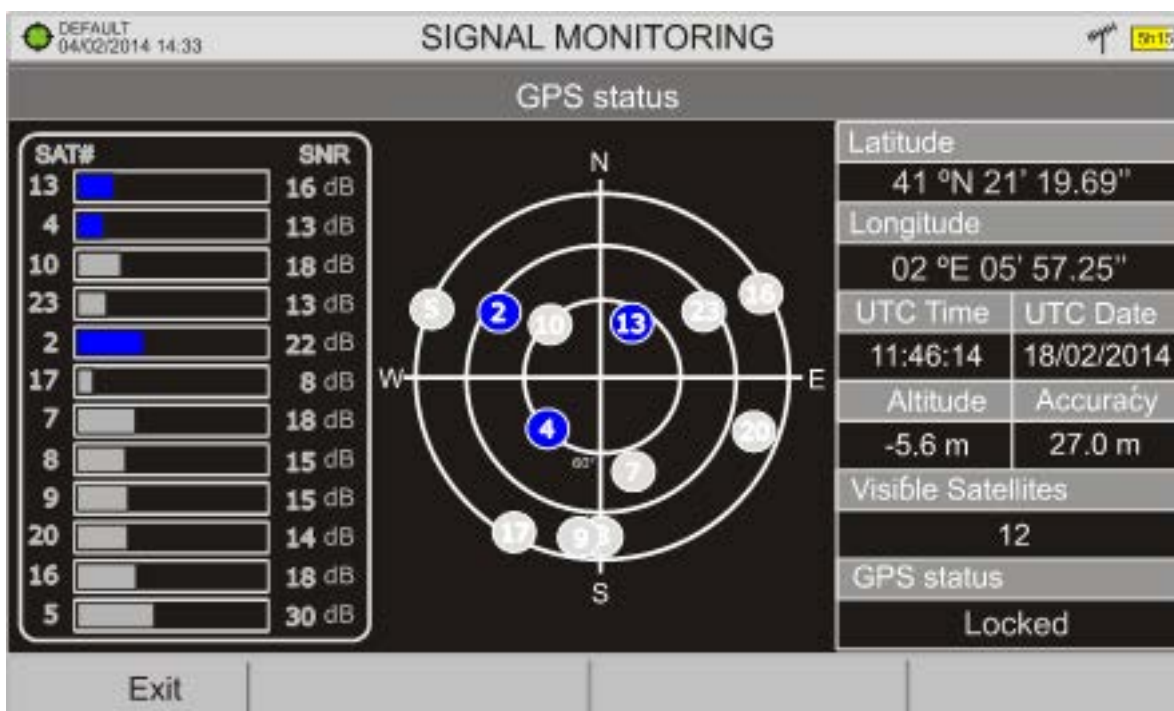 DEFAULT
04/02/2014 14:33
SIGNAL MONITORING
5h15
GPS status
SAT# SNR
13 16 dB
4 13 dB
10 18 dB
23 13 dB
2 22 dB
17 8 dB
7 18 dB
8 15 dB
9 15 dB
20 14 dB
16 18 dB
5 30 dB
N
16
5
2
23
10
13
W
E
4
20
60°
7
17
9
8
S
Latitude
41 ºN 21' 19.69"
Longitude
02 ºE 05' 57.25"
UTC Time UTC Date
11:46:14 18/02/2014
Altitude Accuracy
-5.6 m 27.0 m
Visible Satellites
12
GPS status
Locked
Exit